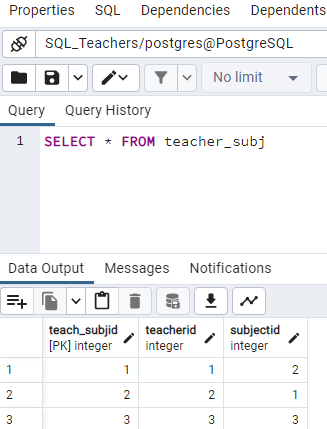 Properties SQL Dependencies Dependents
SQL_Teachers/postgres@PostgreSQL
No limit
Query Query History
1 SELECT * FROM teacher_subj
Data Output Messages Notifications
teach_subjid teacherid subjectid
[PK] integer integer integer
1 1 1 2
2 2 2 1
3 3 3 3